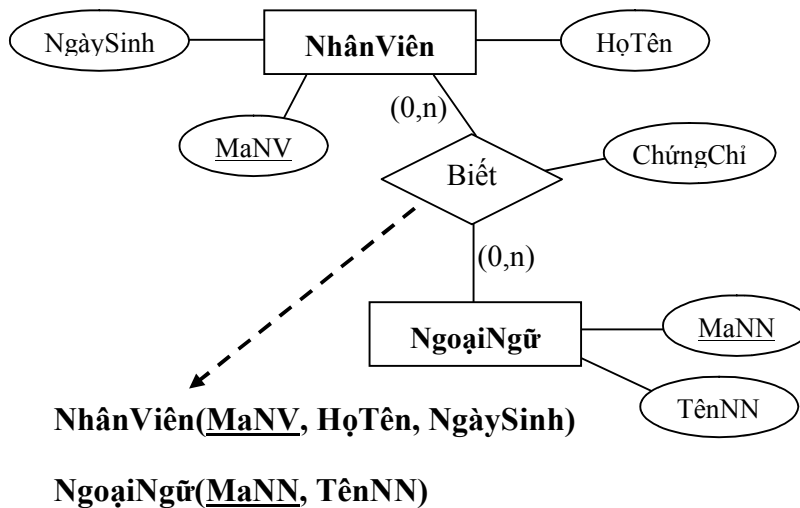 NgàySinh
NhânViên
HọTên
(0,n)
MaNV
Biết
ChứngChỉ
(0,n)
NgoạiNgữ
MaNN
TênNN
NhânViên(MaNV, HọTên, NgàySinh)
NgoạiNgữ(MaNN, TênNN)